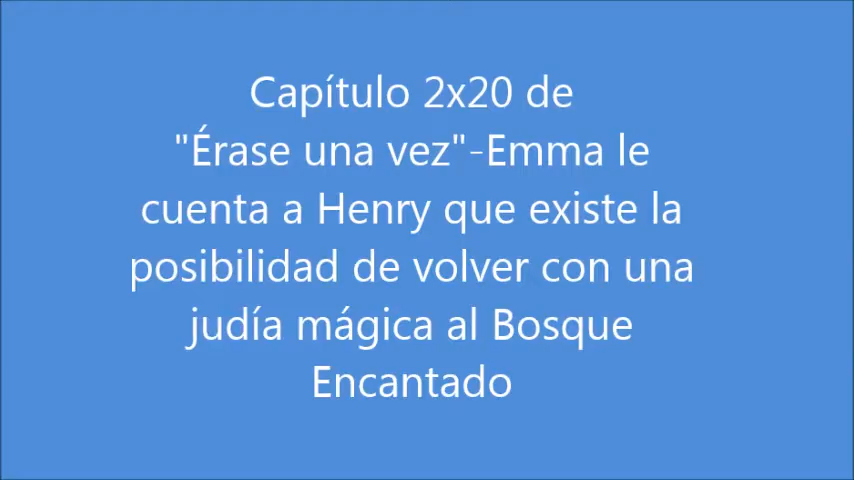 Capítulo 2x20 de
"Érase una vez"-Emma le
cuenta a Henry que existe la
posibilidad de volver con una
judía mágica al Bosque
Encantado